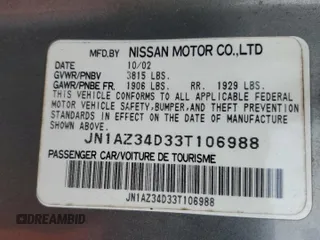 MFD.BY NISSAN MOTOR CO.,LTD
DATE 10/02
GVWR/PNBV 3815 LBS.
GAWR/PNBE FR. 1906 LBS. RR. 1929 LBS.
THIS VEHICLE CONFORMS TO ALL APPLICABLE FEDERAL
MOTOR VEHICLE SAFETY,BUMPER,AND THEFT PREVENTION
STANDARDS IN EFFECT ON THE DATE OF MANUFACTURE
SHOWN ABOVE.
JN1AZ34D33T106988
PASSENGER CAR/VOITURE DE TOURISME
JN1AZ34D33T106988
DREAMBID